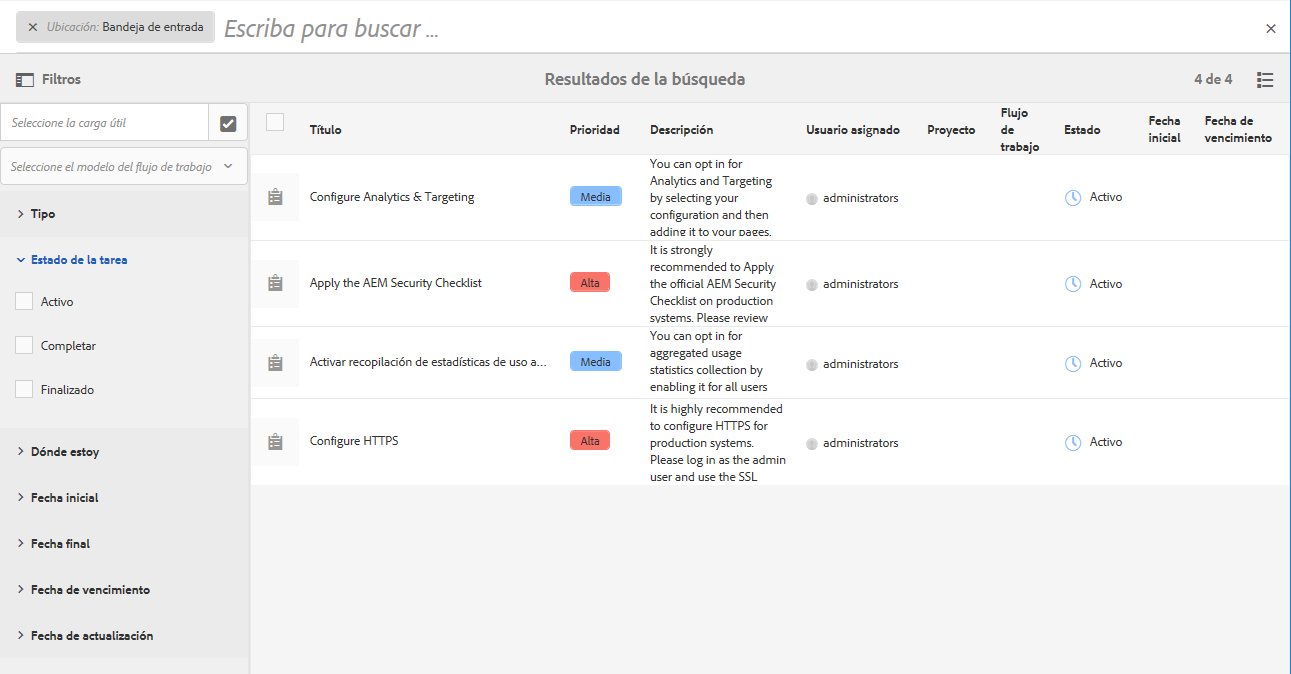 Ubicación: Bandeja de entrada
Escriba para buscar ...
Filtros
Resultados de la búsqueda
4 de 4
Seleccione la carga útil
Seleccione el modelo del flujo de trabajo
Tipo
Estado de la tarea
Activo
Completar
Finalizado
Dónde estoy
Fecha inicial
Fecha final
Fecha de vencimiento
Fecha de actualización
Título
Prioridad
Descripción
Usuario asignado
Proyecto
Flujo
de
trabajo
Estado
Fecha
inicial
Fecha de
vencimiento
Configure Analytics & Targeting
Media
You can opt in for
Analytics and Targeting
by selecting your
configuration and then
adding it to your pages.
administrators
Activo
Apply the AEM Security Checklist
Alta
It is strongly
recommended to Apply
the official AEM Security
Checklist on production
systems. Please review
administrators
Activo
Activar recopilación de estadísticas de uso a...
Media
You can opt in for
aggregated usage
statistics collection by
enabling it for all users
administrators
Activo
Configure HTTPS
Alta
It is highly recommended
to configure HTTPS for
production systems.
Please log in as the admin
user and use the SSL
administrators
Activo